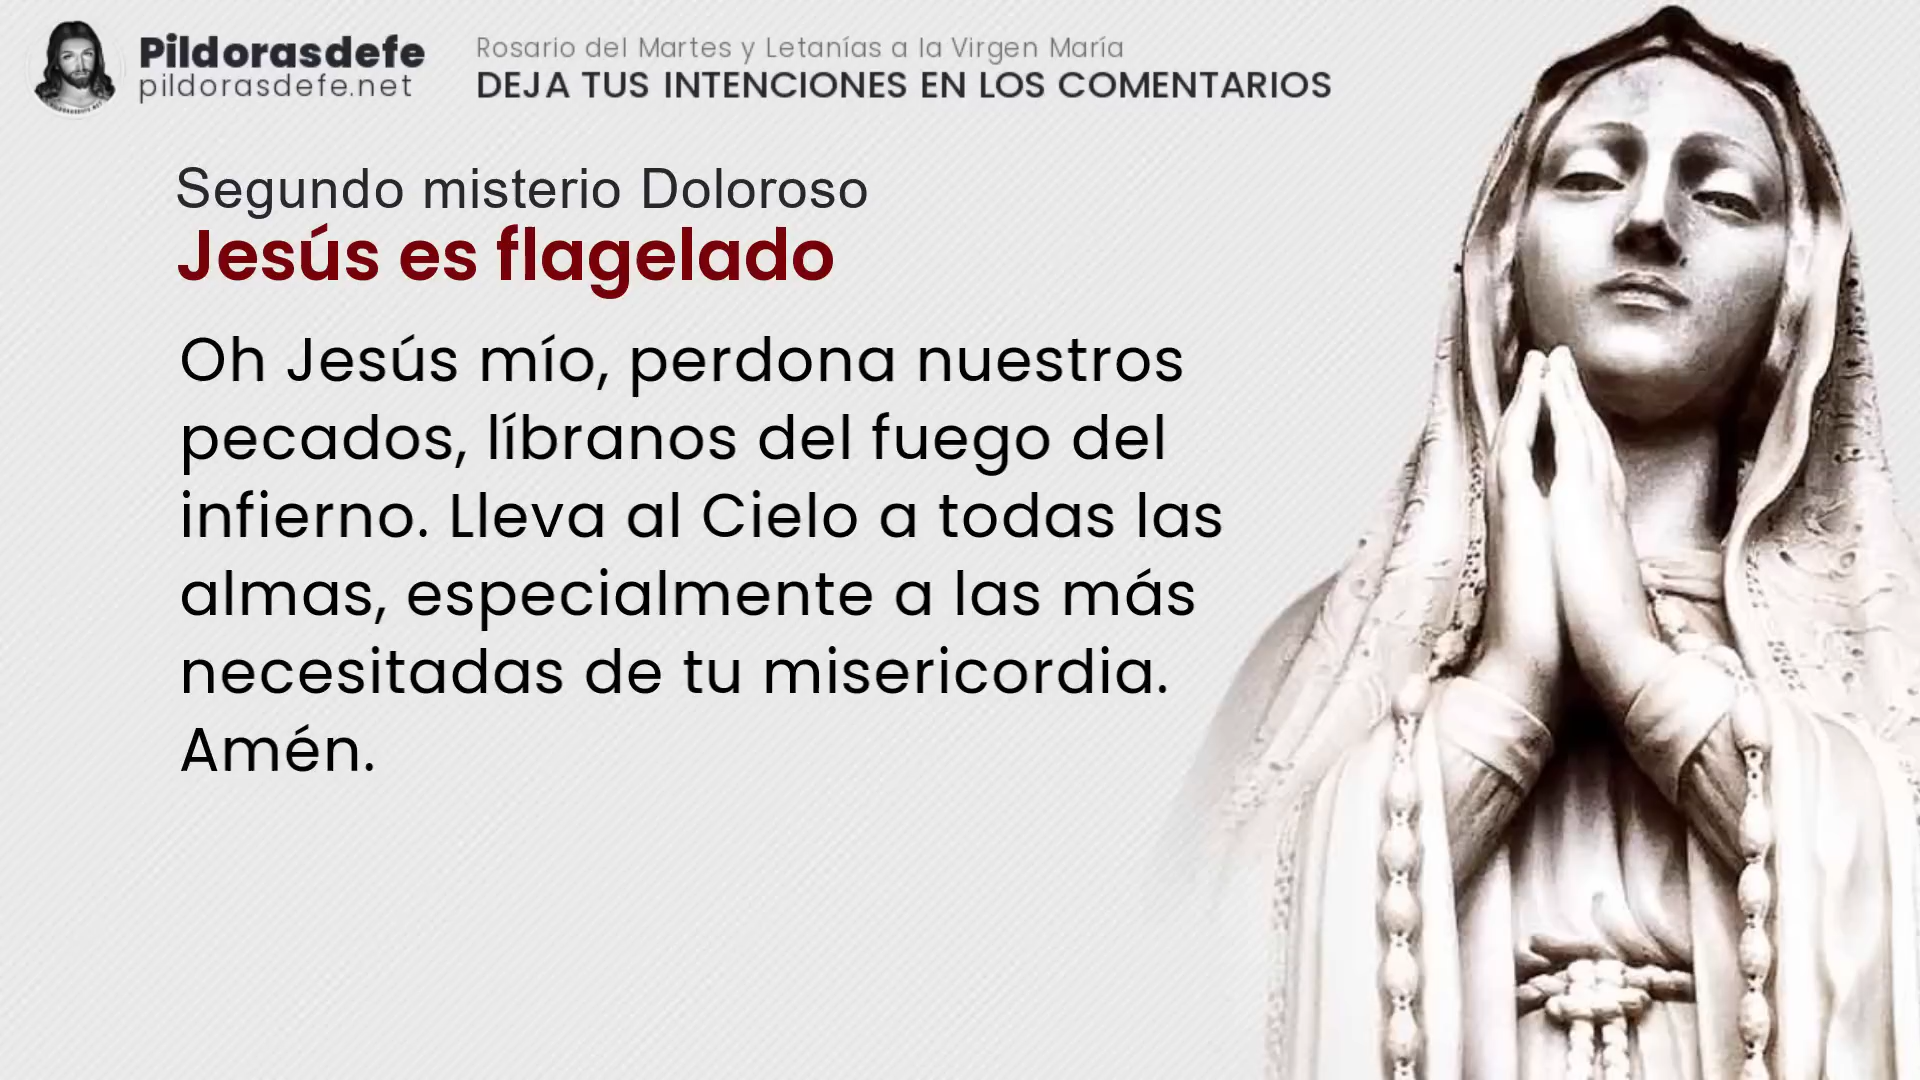 Pildorasdefe
pildorasdefe.net
Rosario del Martes y Letanías a la Virgen María
DEJA TUS INTENCIONES EN LOS COMENTARIOS
Segundo misterio Doloroso
Jesús es flagelado
Oh Jesús mío, perdona nuestros
pecados, líbranos del fuego del
infierno. Lleva al Cielo a todas las
almas, especialmente a las más
necesitadas de tu misericordia.
Amén.